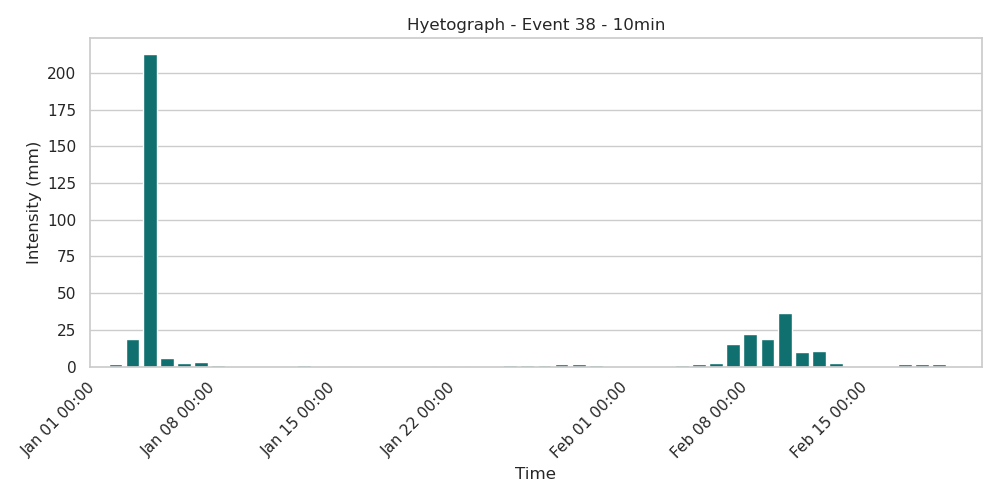 Hyetograph - Event 38 - 10min
Intensity (mm)
200
175
150
125
100
75
50
25
0
Jan 01 00:00
Jan 08 00:00
Jan 15 00:00
Jan 22 00:00
Feb 01 00:00
Feb 08 00:00
Feb 15 00:00
Time